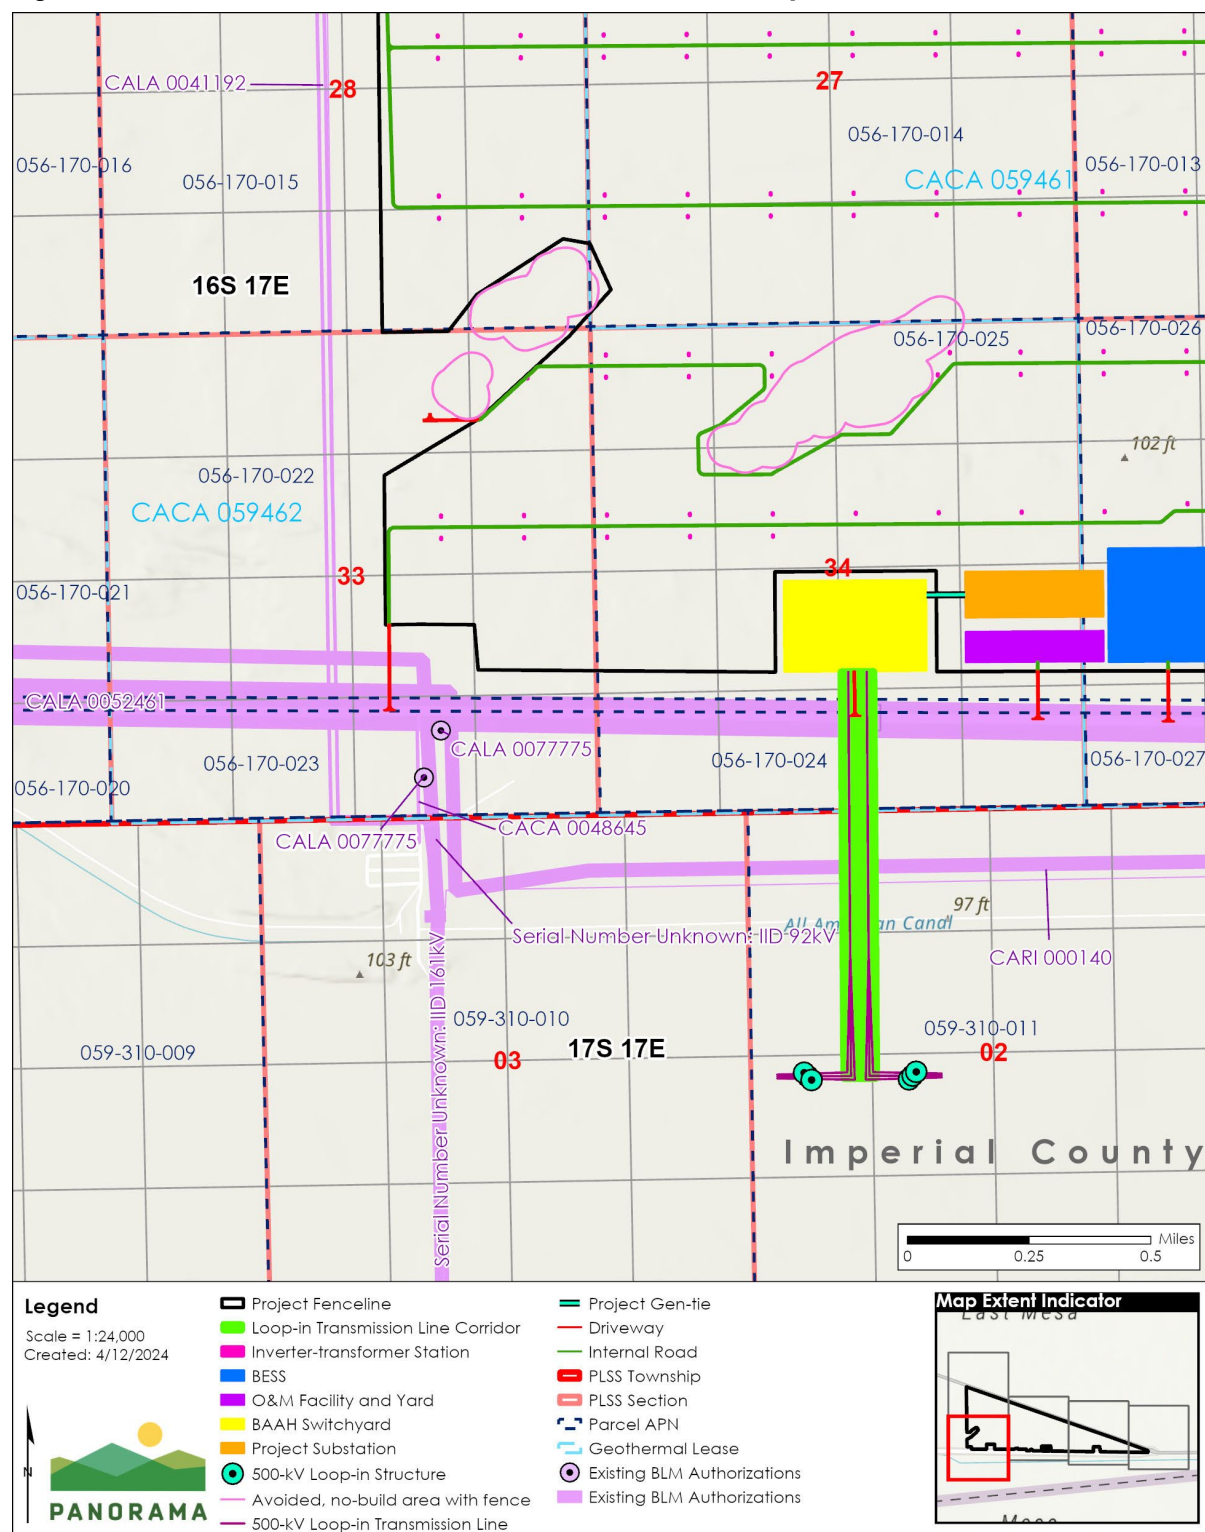 CALA 0041192
28
27
056-170-014
056-170-016
056-170-013
056-170-015
CACA 059461
16S 17E
056-170-025
056-170-026
102 ft
056-170-022
CACA 059462
34
33
056-170-021
CALA 0052461
CALA 0077775
056-170-023
056-170-024
056-170-027
056-170-020
CALA 0077775
CACA 0048645
97 ft
All American Canal
Serial Number Unknown: IID 92kV
CARI 000140
103 ft
Serial Number Unknown: IID 161kV
059-310-010
059-310-011
059-310-009
03
17S 17E
02
Imperial County
Miles
0 0.25 0.5
Legend
Scale = 1:24,000
Created: 4/12/2024
N
PANORAMA
Project Fenceline
Loop-in Transmission Line Corridor
Inverter-transformer Station
BESS
O&M Facility and Yard
BAAH Switchyard
Project Substation
500-kV Loop-in Structure
Avoided, no-build area with fence
500-kV Loop-in Transmission Line
Project Gen-tie
Driveway
Internal Road
PLSS Township
PLSS Section
Parcel APN
Geothermal Lease
Existing BLM Authorizations
Existing BLM Authorizations
Map Extent Indicator
East Mesa
Mesa